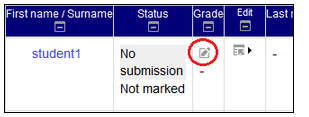 First name / Surname Status Grade Edit Last r
student1 No - 
submission -
Not marked